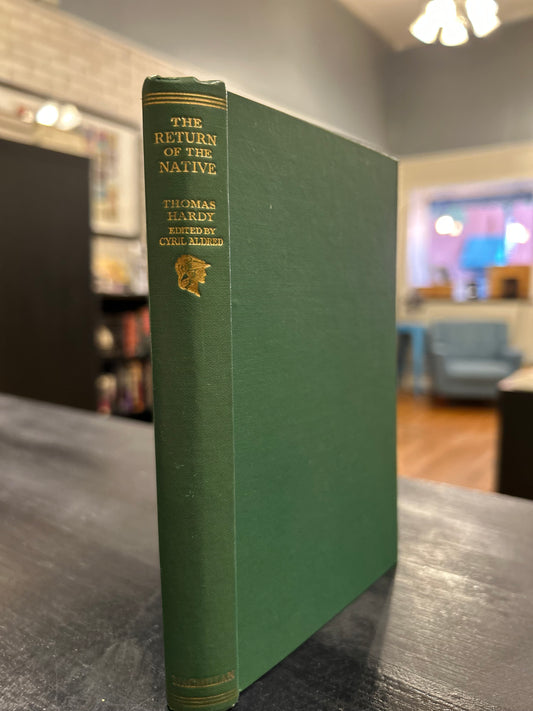 THE
RETURN
OF THE
NATIVE
THOMAS
HARDY
EDITED BY
CYRIL ALDRED
MACMILLAN